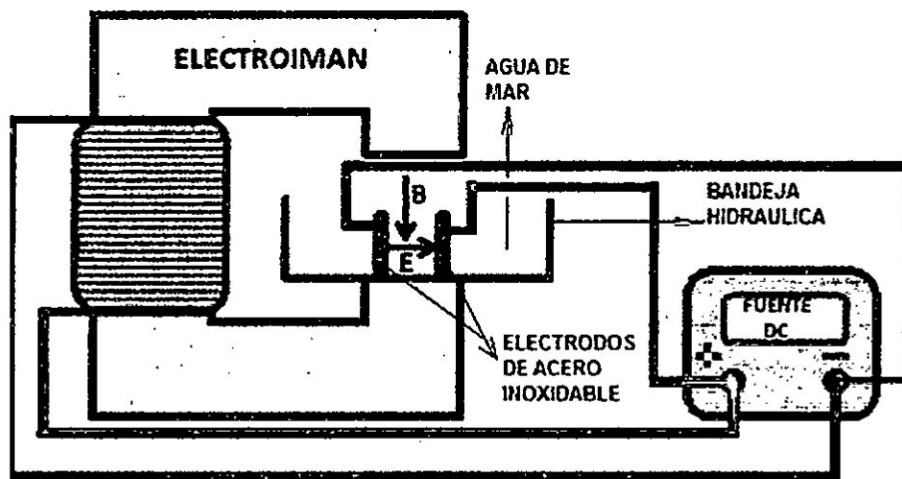 ELECTROIMAN
AGUA DE
MAR
B
BANDEJA
HIDRAULICA
E
FUENTE
DC
ELECTRODOS
DE ACERO
INOXIDABLE